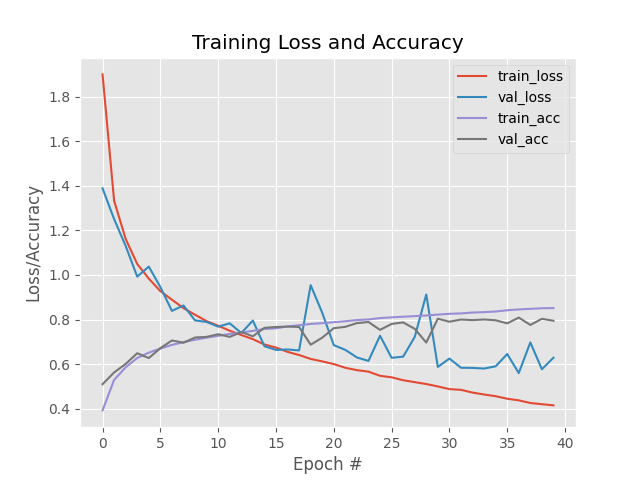 Training Loss and Accuracy
train_loss
val_loss
train_acc
val_acc
Loss/Accuracy
1.8
1.6
1.4
1.2
1.0
0.8
0.6
0.4
0 5 10 15 20 25 30 35 40
Epoch #